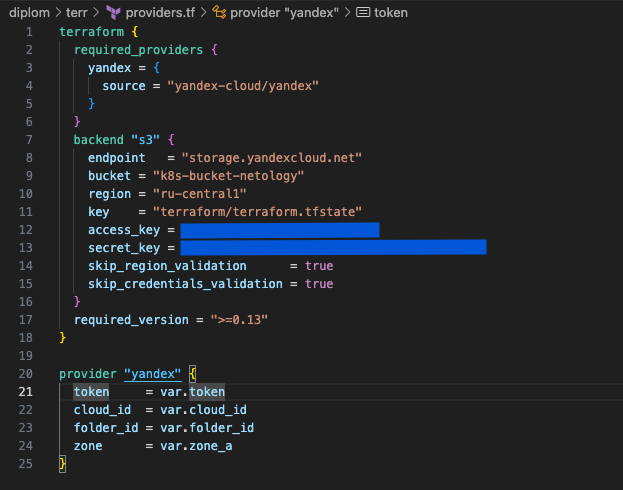 diplom > terr > providers.tf > provider "yandex" > token
1 terraform {
2   required_providers {
3     yandex = {
4       source = "yandex-cloud/yandex"
5     }
6   }
7   backend "s3" {
8     endpoint   = "storage.yandexcloud.net"
9     bucket = "k8s-bucket-netology"
10     region = "ru-central1"
11     key    = "terraform/terraform.tfstate"
12     access_key =
13     secret_key =
14     skip_region_validation      = true
15     skip_credentials_validation = true
16   }
17   required_version = ">=0.13"
18 }
19
20 provider "yandex" {
21   token     = var.token
22   cloud_id  = var.cloud_id
23   folder_id = var.folder_id
24   zone      = var.zone_a
25 }